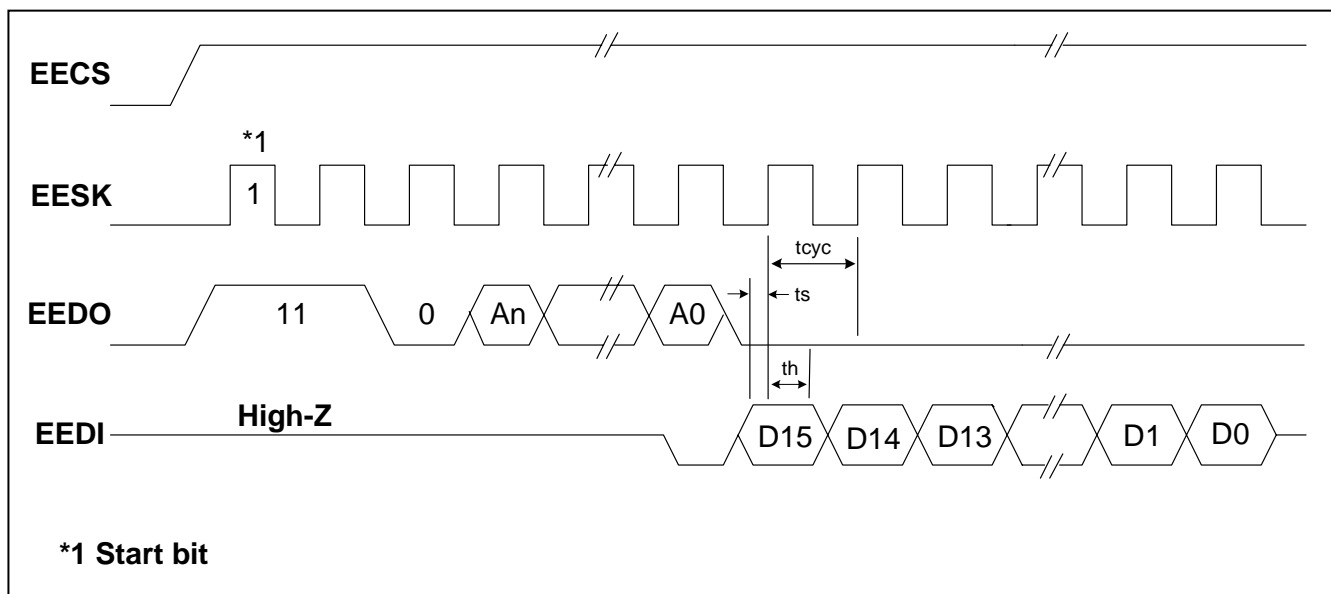 EECS
*1
EESK
1
tcyc
ts
EEDO
11
0
An
A0
th
High-Z
EEDI
D15
D14
D13
D1
D0
*1 Start bit